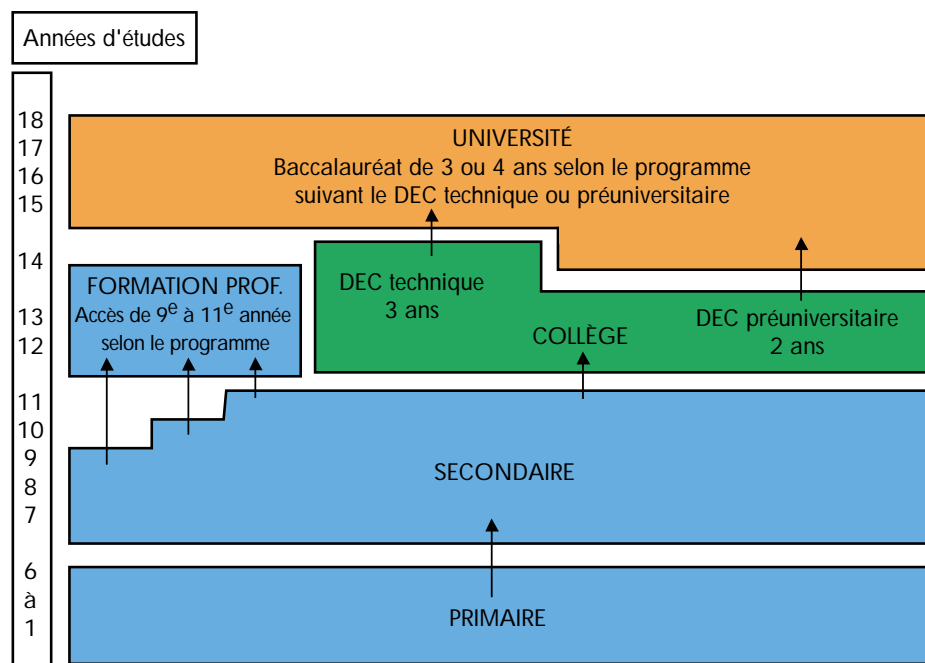 Années d'études
18
17
16
15
14
13
12
11
10
9
8
7
6
à
1
UNIVERSITÉ
Baccalauréat de 3 ou 4 ans selon le programme
suivant le DEC technique ou préuniversitaire
FORMATION PROF.
Accès de 9e à 11e année
selon le programme
DEC technique
3 ans
COLLÈGE
DEC préuniversitaire
2 ans
SECONDAIRE
PRIMAIRE